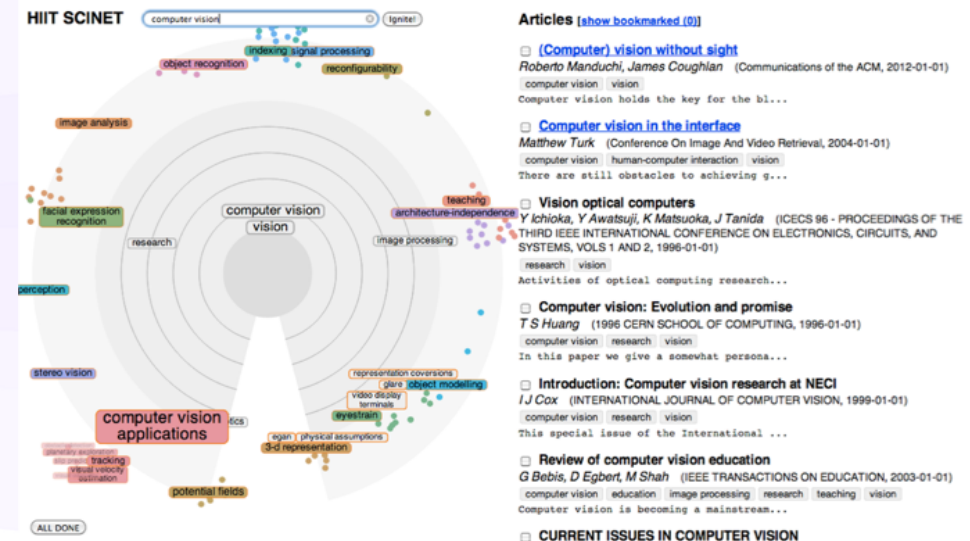 HIIT SCINET
computer vision
Ignite!
indexing signal processing
object recognition
reconfigurability
image analysis
teaching
facial expression
recognition
architecture-independence
computer vision
vision
research
image processing
perception
stereo vision
representation coversions
glare object modelling
video display
terminals
eyestrain
computer vision
applications
tics
egan physical assumptions
3-d representation
tracking
visual velocity
potential fields
ALL DONE
Articles [show bookmarked (0)]
(Computer) vision without sight
Roberto Manduchi, James Coughlan (Communications of the ACM, 2012-01-01)
computer vision vision
Computer vision holds the key for the bl...
Computer vision in the interface
Matthew Turk (Conference On Image And Video Retrieval, 2004-01-01)
computer vision human-computer interaction vision
There are still obstacles to achieving g...
Vision optical computers
Y Ichioka, Y Awatsuji, K Matsuoka, J Tanida (ICECS 96 - PROCEEDINGS OF THE
THIRD IEEE INTERNATIONAL CONFERENCE ON ELECTRONICS, CIRCUITS, AND
SYSTEMS, VOLS 1 AND 2, 1996-01-01)
research vision
Activities of optical computing research...
Computer vision: Evolution and promise
T S Huang (1996 CERN SCHOOL OF COMPUTING, 1996-01-01)
computer vision research vision
In this paper we give a somewhat persona...
Introduction: Computer vision research at NECI
I J Cox (INTERNATIONAL JOURNAL OF COMPUTER VISION, 1999-01-01)
computer vision research vision
This special issue of the International ...
Review of computer vision education
G Bebis, D Egbert, M Shah (IEEE TRANSACTIONS ON EDUCATION, 2003-01-01)
computer vision education image processing research teaching vision
Computer vision is becoming a mainstream...
CURRENT ISSUES IN COMPUTER VISION